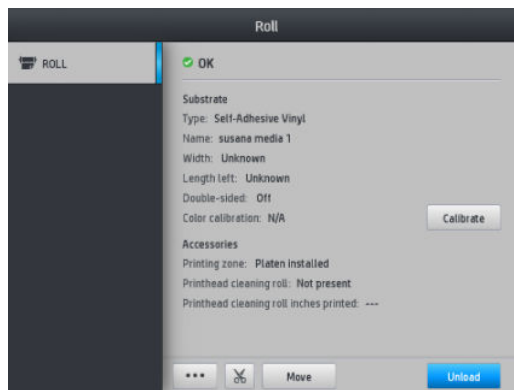 Roll
ROLL
OK
Substrate
Type: Self-Adhesive Vinyl
Name: susana media 1
Width: Unknown
Length left: Unknown
Double-sided: Off
Color calibration: N/A
Calibrate
Accessories
Printing zone: Platen installed
Printhead cleaning roll: Not present
Printhead cleaning roll inches printed: ---
Move
Unload